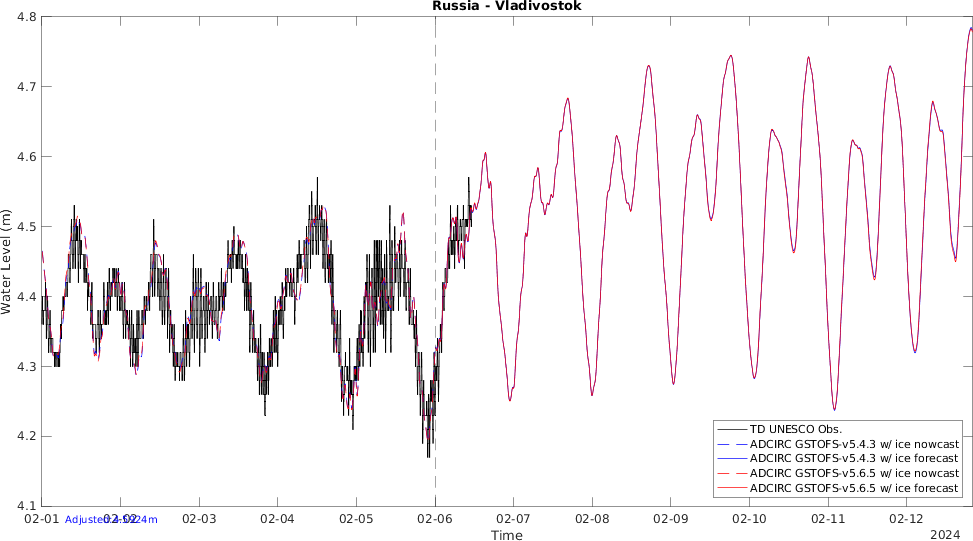 Russia - Vladivostok
4.8
4.7
4.6
4.5
4.4
4.3
4.2
4.1
Water Level (m)
TD UNESCO Obs.
ADCIRC GSTOFS-v5.4.3 w/ ice nowcast
ADCIRC GSTOFS-v5.4.3 w/ ice forecast
ADCIRC GSTOFS-v5.6.5 w/ ice nowcast
ADCIRC GSTOFS-v5.6.5 w/ ice forecast
02-01 02-02 02-03 02-04 02-05 02-06 02-07 02-08 02-09 02-10 02-11 02-12
Adjusted
Time
2024